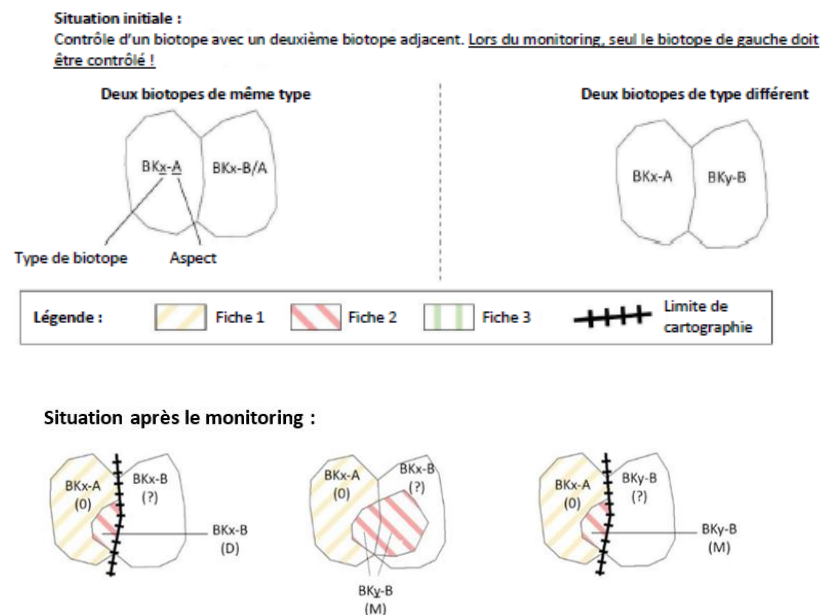 Situation initiale :
Contrôle d'un biotope avec un deuxième biotope adjacent. Lors du monitoring, seul le biotope de gauche doit
être contrôlé !
Deux biotopes de même type
Deux biotopes de type différent
BKx-A
BKx-B/A
BKx-A
BKy-B
Type de biotope
Aspect
Légende :
Fiche 1
Fiche 2
Fiche 3
Limite de
cartographie
Situation après le monitoring :
BKx-A
(0)
BKx-B
(?)
BKx-B
(D)
BKx-A
(0)
BKx-B
(?)
BKy-B
(M)
BKx-A
(0)
BKy-B
(?)
BKy-B
(M)